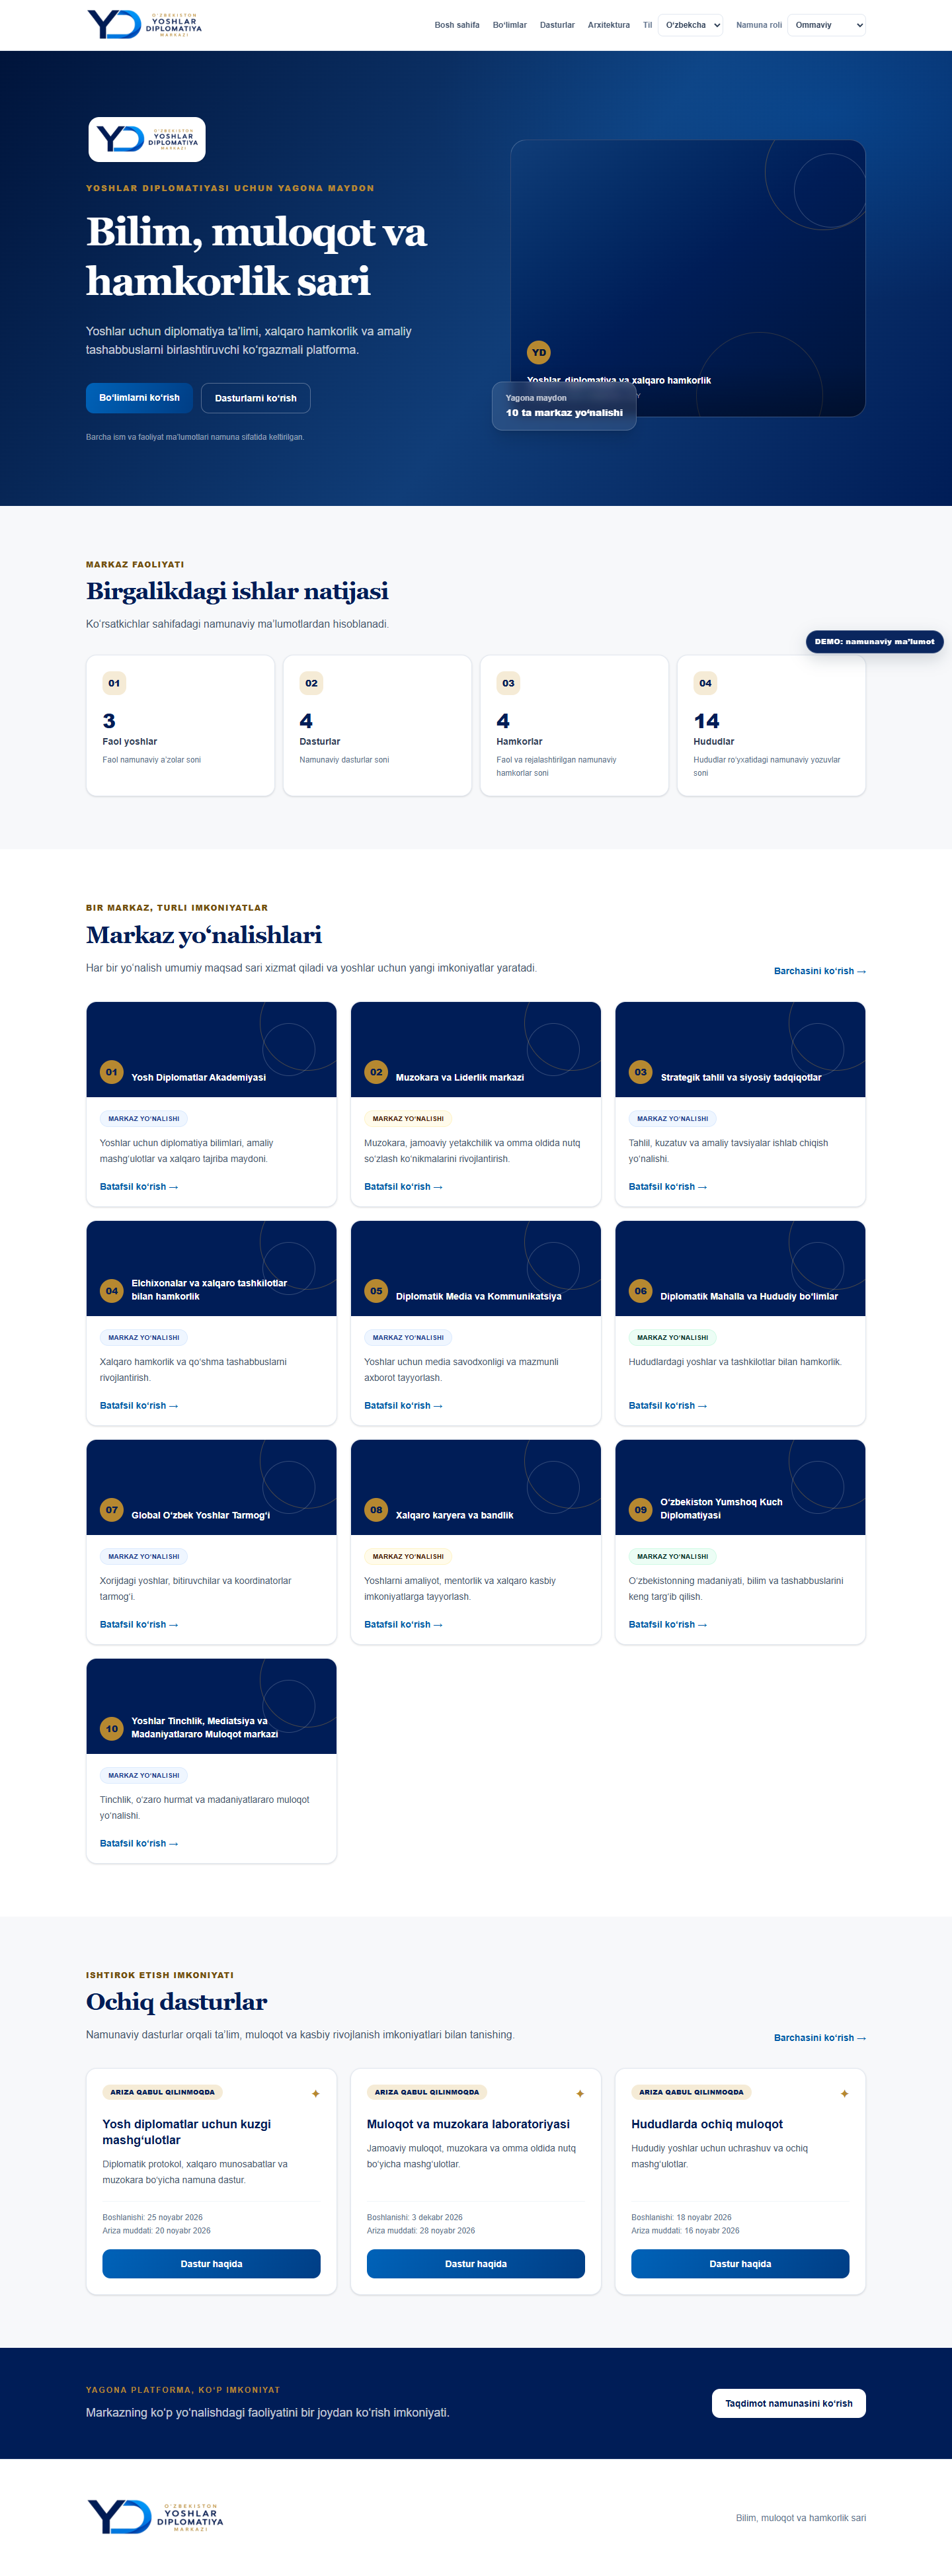 YD O‘ZBEKISTON
YOSHLAR
DIPLOMATIYA
MARKAZI
Bosh sahifa Bo‘limlar Dasturlar Arxitektura Til O‘zbekcha Namuna roli Ommaviy
YD O‘ZBEKISTON
YOSHLAR
DIPLOMATIYA
MARKAZI
YOSHLAR DIPLOMATIYASI UCHUN YAGONA MAYDON
Bilim, muloqot va
hamkorlik sari
Yoshlar uchun diplomatiya ta’limi, xalqaro hamkorlik va amaliy
tashabbuslarni birlashtiruvchi ko‘rgazmali platforma.
Bo‘limlarni ko‘rish Dasturlarni ko‘rish
Barcha ism va faoliyat ma’lumotlari namuna sifatida keltirilgan.
YD
Yoshlar, diplomatiya va xalqaro hamkorlik
Yagona maydon
10 ta markaz yo‘nalishi
MARKAZ FAOLIYATI
Birgalikdagi ishlar natijasi
Ko‘rsatkichlar sahifadagi namunaviy ma’lumotlardan hisoblanadi.
DEMO: namunaviy ma’lumot
01
3
Faol yoshlar
Faol namunaviy a’zolar soni
02
4
Dasturlar
Namunaviy dasturlar soni
03
4
Hamkorlar
Faol va rejalashtirilgan namunaviy
hamkorlar soni
04
14
Hududlar
Hududlar ro‘yxatidagi namunaviy yozuvlar
soni
BIR MARKAZ, TURLI IMKONIYATLAR
Markaz yo‘nalishlari
Har bir yo‘nalish umumiy maqsad sari xizmat qiladi va yoshlar uchun yangi imkoniyatlar yaratadi.
Barchasini ko‘rish →
01 Yosh Diplomatlar Akademiyasi
MARKAZ YO‘NALISHI
Yoshlar uchun diplomatiya bilimlari, amaliy
mashg‘ulotlar va xalqaro tajriba maydoni.
Batafsil ko‘rish →
02 Muzokara va Liderlik markazi
MARKAZ YO‘NALISHI
Muzokara, jamoaviy yetakchilik va omma oldida nutq
so‘zlash ko‘nikmalarini rivojlantirish.
Batafsil ko‘rish →
03 Strategik tahlil va siyosiy tadqiqotlar
MARKAZ YO‘NALISHI
Tahlil, kuzatuv va amaliy tavsiyalar ishlab chiqish
yo‘nalishi.
Batafsil ko‘rish →
04 Elchixonalar va xalqaro tashkilotlar
bilan hamkorlik
MARKAZ YO‘NALISHI
Xalqaro hamkorlik va qo‘shma tashabbuslarni
rivojlantirish.
Batafsil ko‘rish →
05 Diplomatik Media va Kommunikatsiya
MARKAZ YO‘NALISHI
Yoshlar uchun media savodxonligi va mazmunli
axborot tayyorlash.
Batafsil ko‘rish →
06 Diplomatik Mahalla va Hududiy bo‘limlar
MARKAZ YO‘NALISHI
Hududlardagi yoshlar va tashkilotlar bilan hamkorlik.
Batafsil ko‘rish →
07 Global O‘zbek Yoshlar Tarmog‘i
MARKAZ YO‘NALISHI
Xorijdagi yoshlar, bitiruvchilar va koordinatorlar
tarmog‘i.
Batafsil ko‘rish →
08 Xalqaro karyera va bandlik
MARKAZ YO‘NALISHI
Yoshlarni amaliyot, mentorlik va xalqaro kasbiy
imkoniyatlarga tayyorlash.
Batafsil ko‘rish →
09 O‘zbekiston Yumshoq Kuch
Diplomatiyasi
MARKAZ YO‘NALISHI
O‘zbekistonning madaniyati, bilim va tashabbuslarini
keng targ‘ib qilish.
Batafsil ko‘rish →
10 Yoshlar Tinchlik, Mediatsiya va
Madaniyatlararo Muloqot markazi
MARKAZ YO‘NALISHI
Tinchlik, o‘zaro hurmat va madaniyatlararo muloqot
yo‘nalishi.
Batafsil ko‘rish →
ISHTIROK ETISH IMKONIYATI
Ochiq dasturlar
Namunaviy dasturlar orqali ta’lim, muloqot va kasbiy rivojlanish imkoniyatlari bilan tanishing.
Barchasini ko‘rish →
ARIZA QABUL QILINMOQDA
Yosh diplomatlar uchun kuzgi
mashg‘ulotlar
Diplomatik protokol, xalqaro munosabatlar va
muzokara bo‘yicha namuna dastur.
Boshlanishi: 25 noyabr 2026
Ariza muddati: 20 noyabr 2026
Dastur haqida
ARIZA QABUL QILINMOQDA
Muloqot va muzokara laboratoriyasi
Jamoaviy muloqot, muzokara va omma oldida nutq
bo‘yicha mashg‘ulotlar.
Boshlanishi: 3 dekabr 2026
Ariza muddati: 28 noyabr 2026
Dastur haqida
ARIZA QABUL QILINMOQDA
Hududlarda ochiq muloqot
Hududiy yoshlar uchun uchrashuv va ochiq
mashg‘ulotlar.
Boshlanishi: 18 noyabr 2026
Ariza muddati: 16 noyabr 2026
Dastur haqida
YAGONA PLATFORMA, KO‘P IMKONIYAT
Markazning ko‘p yo‘nalishdagi faoliyatini bir joydan ko‘rish imkoniyati.
Taqdimot namunasini ko‘rish
YD O‘ZBEKISTON
YOSHLAR
DIPLOMATIYA
MARKAZI
Bilim, muloqot va hamkorlik sari